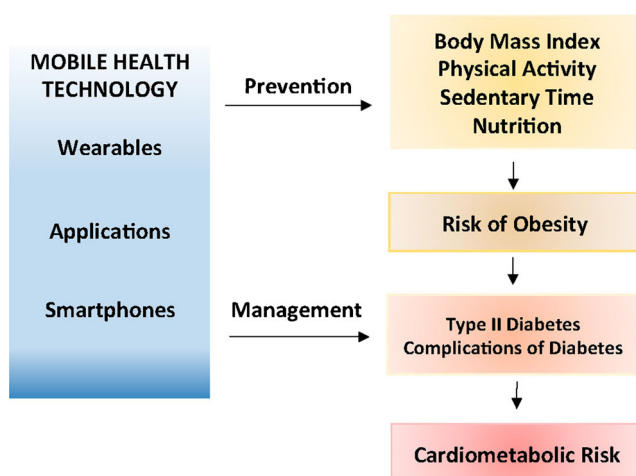 MOBILE HEALTH
TECHNOLOGY
Wearables
Applications
Smartphones
Prevention
Management
Body Mass Index
Physical Activity
Sedentary Time
Nutrition
Risk of Obesity
Type II Diabetes
Complications of Diabetes
Cardiometabolic Risk